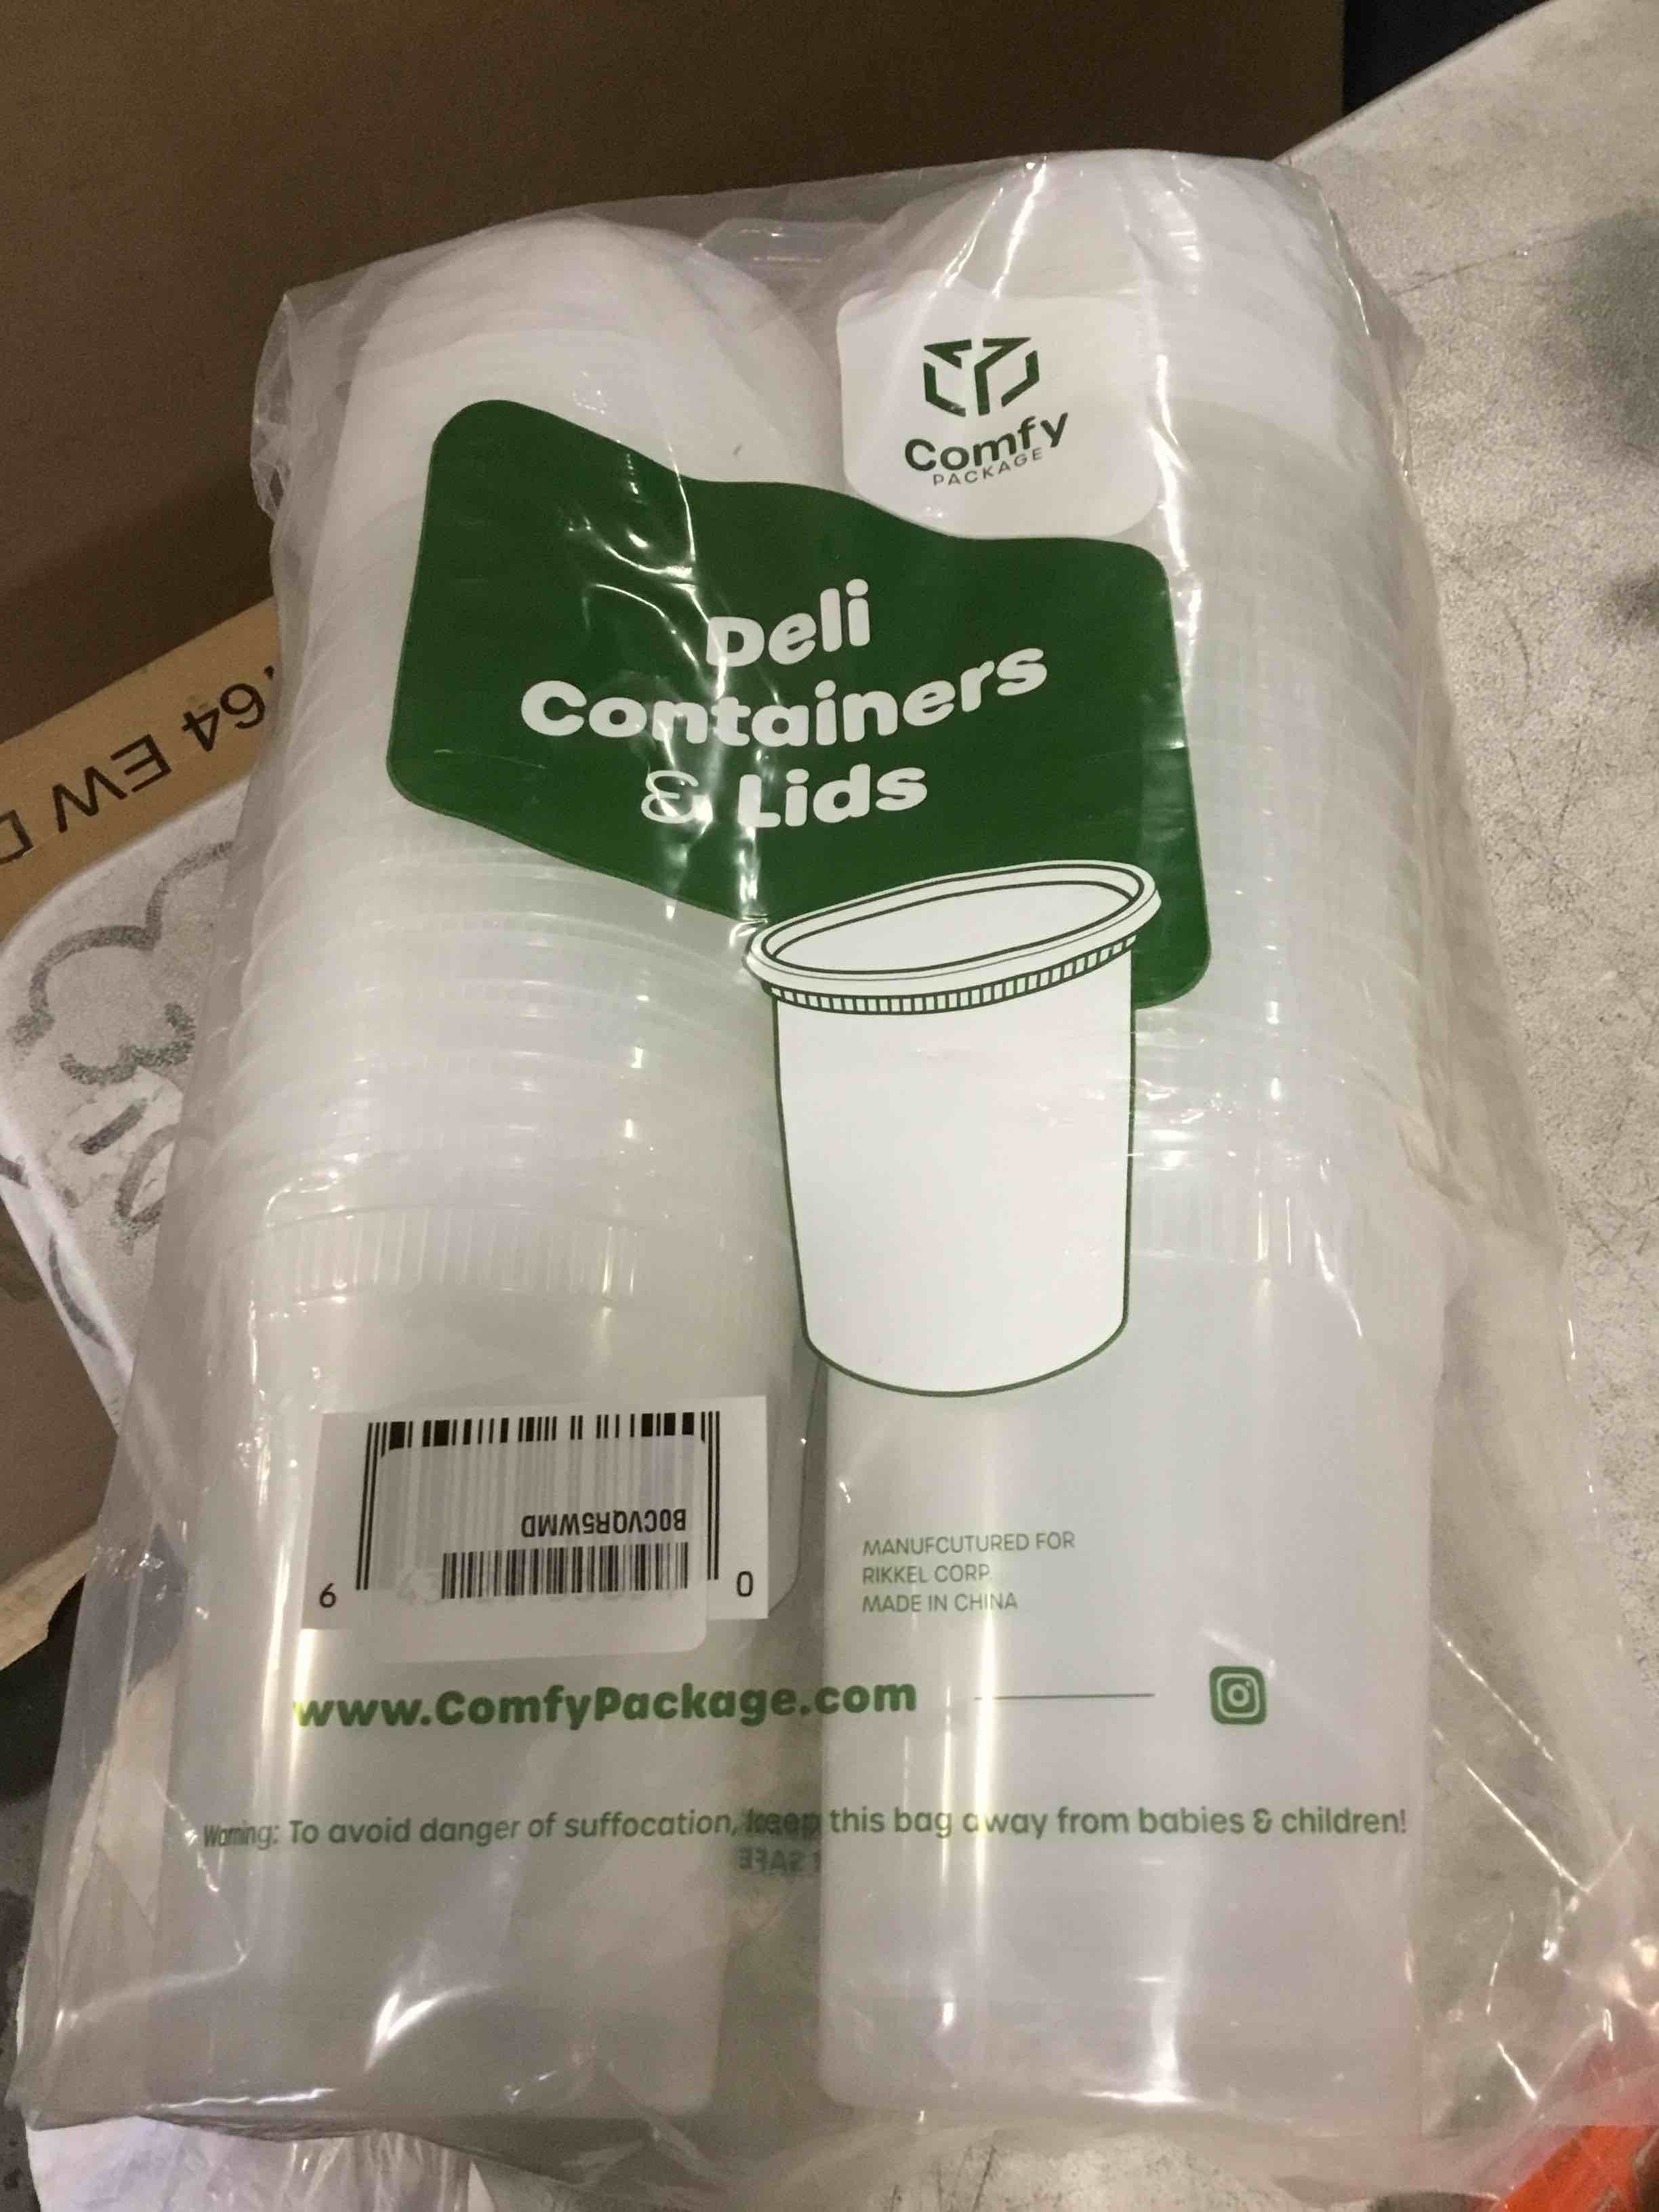 Comfy
PACKAGE
Deli
Containers
& Lids
64 EW
B0CVQR5WMD
6
0
MANUFCUTURED FOR
RIKKEL CORP
MADE IN CHINA
www.ComfyPackage.com
Warning: To avoid danger of suffocation, keep this bag away from babies & children!
SAFE